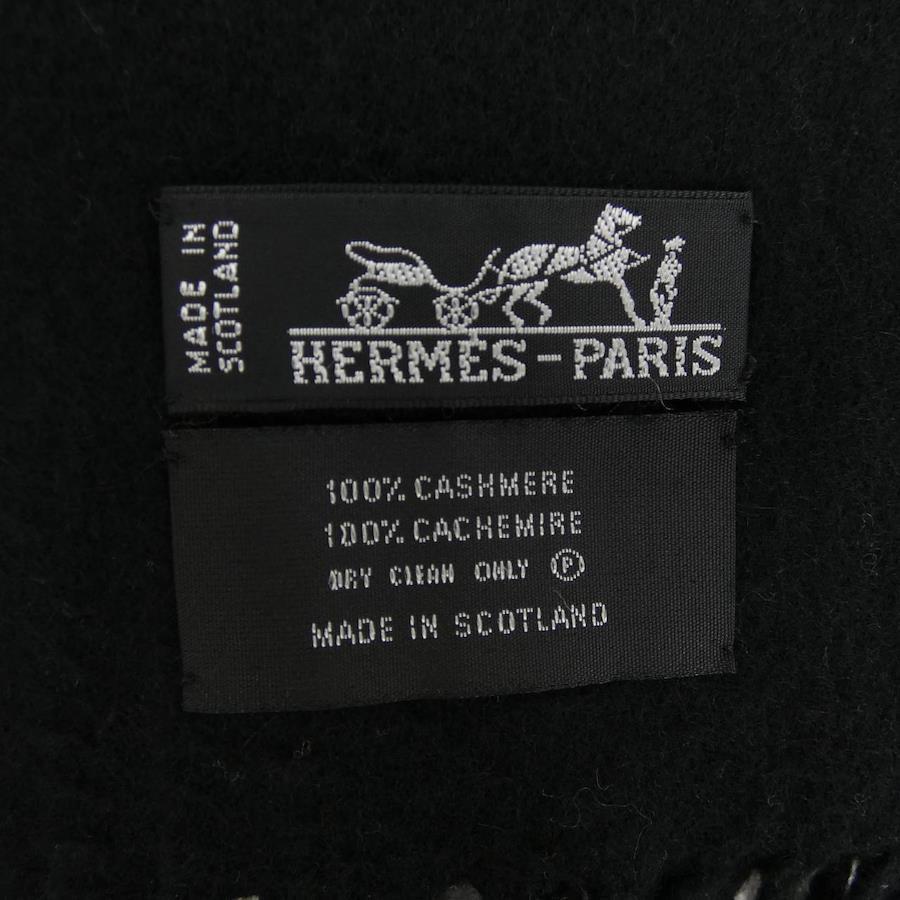 MADE IN
SCOTLAND
HERMÈS-PARIS
100% CASHMERE
100% CACHEMIRE
DRY CLEAN ONLY Ⓟ
MADE IN SCOTLAND